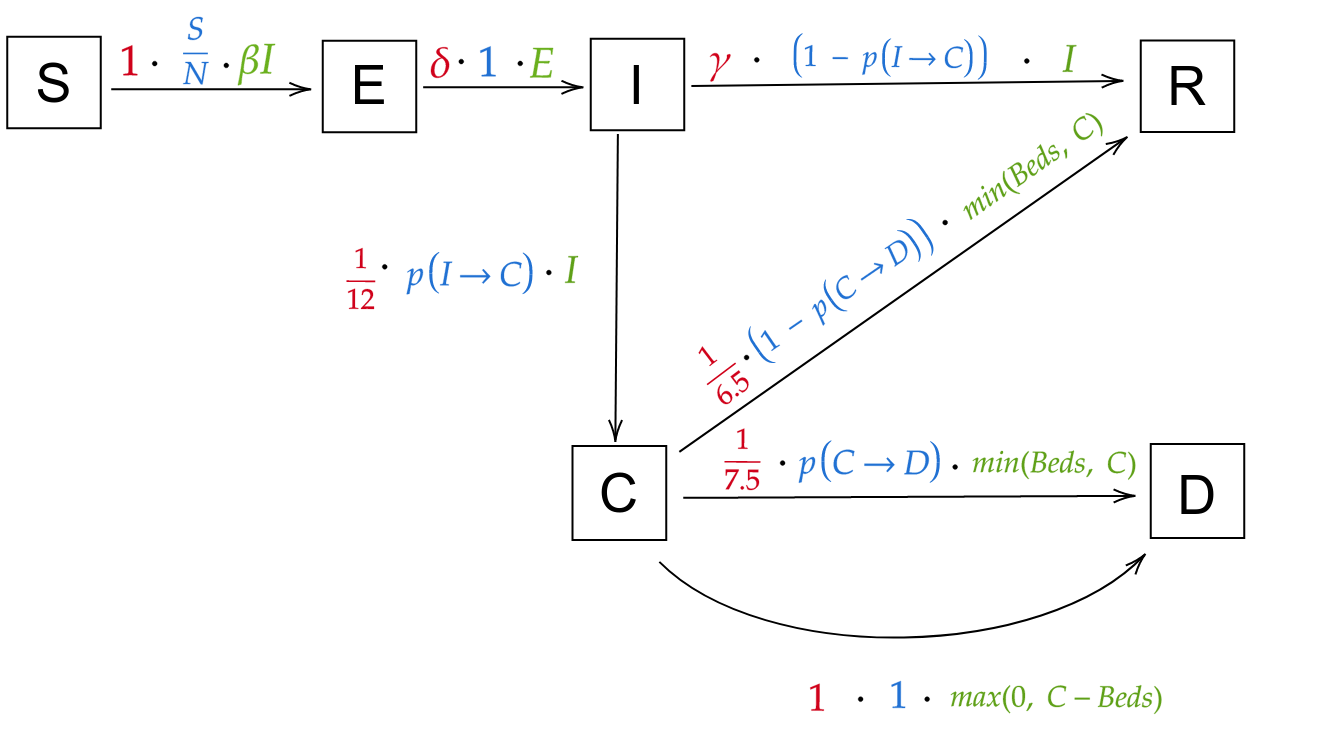 S 1 · S/N · βI E δ · 1 · E I γ · (1 − p(I → C)) · I R
1/12 · p(I → C) · I
1/6.5 · (1 − p(C → D)) · min(Beds, C)
C 1/7.5 · p(C → D) · min(Beds, C) D
1 · 1 · max(0, C − Beds)